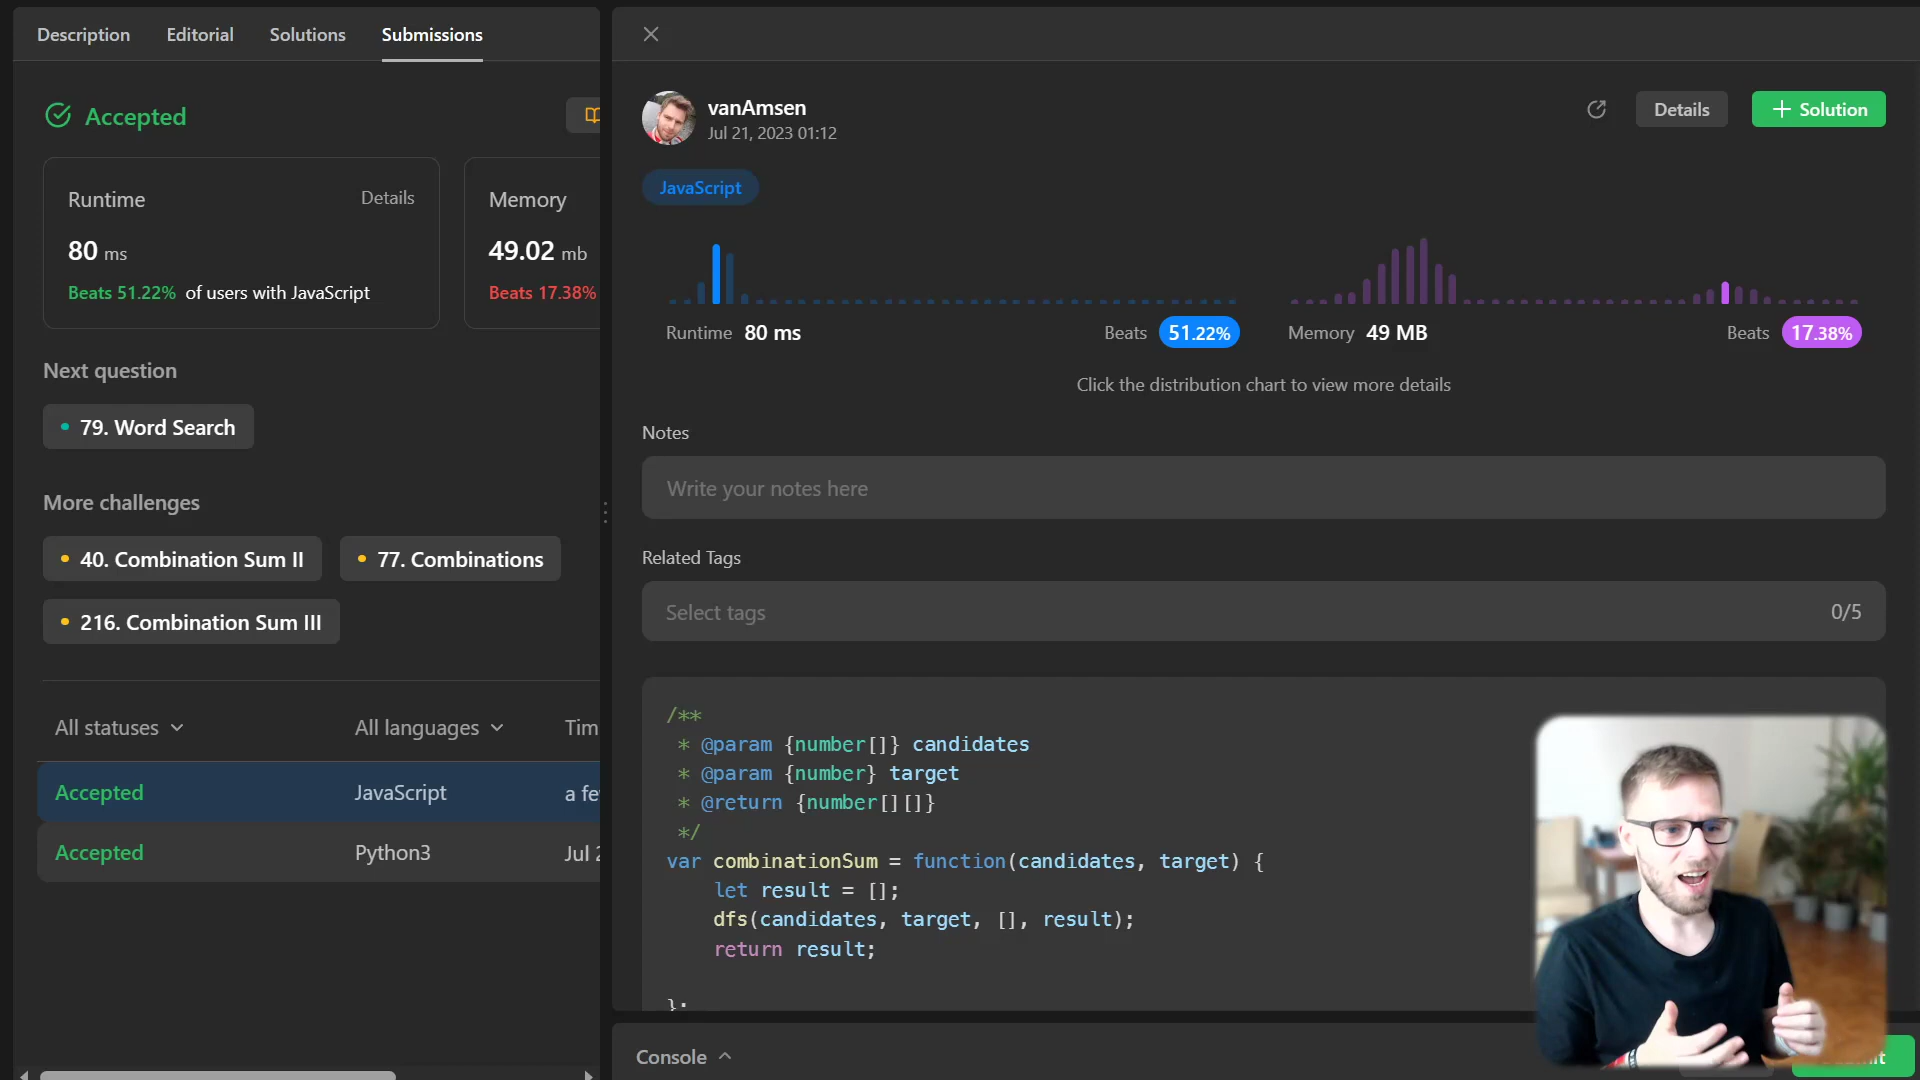 Description Editorial Solutions Submissions
Accepted
Runtime Details
80 ms
Beats 51.22% of users with JavaScript
Memory
49.02 mb
Beats 17.38%
Next question
79. Word Search
More challenges
40. Combination Sum II 77. Combinations
216. Combination Sum III
All statuses All languages Tim
Accepted JavaScript a fe
Accepted Python3 Jul 2
vanAmsen
Jul 21, 2023 01:12
Details + Solution
JavaScript
Runtime 80 ms Beats 51.22% Memory 49 MB Beats 17.38%
Click the distribution chart to view more details
Notes
Write your notes here
Related Tags
Select tags 0/5
/**
* @param {number[]} candidates
* @param {number} target
* @return {number[][]}
*/
var combinationSum = function(candidates, target) {
let result = [];
dfs(candidates, target, [], result);
return result;
};
Console